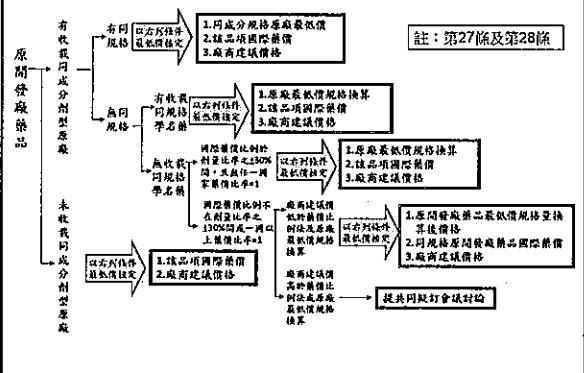 註：第27條及第28條
原開發廠藥品
有收載同成分劑型原廠
有同規格
以右列條件
最低價核定
1.同成分規格原廠最低價
2.該品項國際藥價
3.廠商建議價格
無同規格
有收載同規格學名藥
以右列條件
最低價核定
1.原廠最低價規格換算
2.該品項國際藥價
3.廠商建議價格
無收載同規格學名藥
國際藥價比例於
劑量比率之±30%
間，且無任一國
家藥價比率=1
以右列條件
最低價核定
1.原廠最低價規格換算
2.該品項國際藥價
3.廠商建議價格
國際藥價比例不
在劑量比率之
±30%間或一國以
上藥價比率=1
廠商建議價
低於藥價比
例法及原廠
最低價規格
換算
以右列條件
最低價核定
1.原開發廠藥品最低價規格量換
算後價格
2.同規格原開發廠藥品國際藥價
3.廠商建議價格
廠商建議價
高於藥價比
例法或原廠
最低價規格
換算
提共同擬訂會議討論
未收載同成分劑型原廠
以右列條件
最低價核定
1.該品項國際藥價
2.廠商建議價格